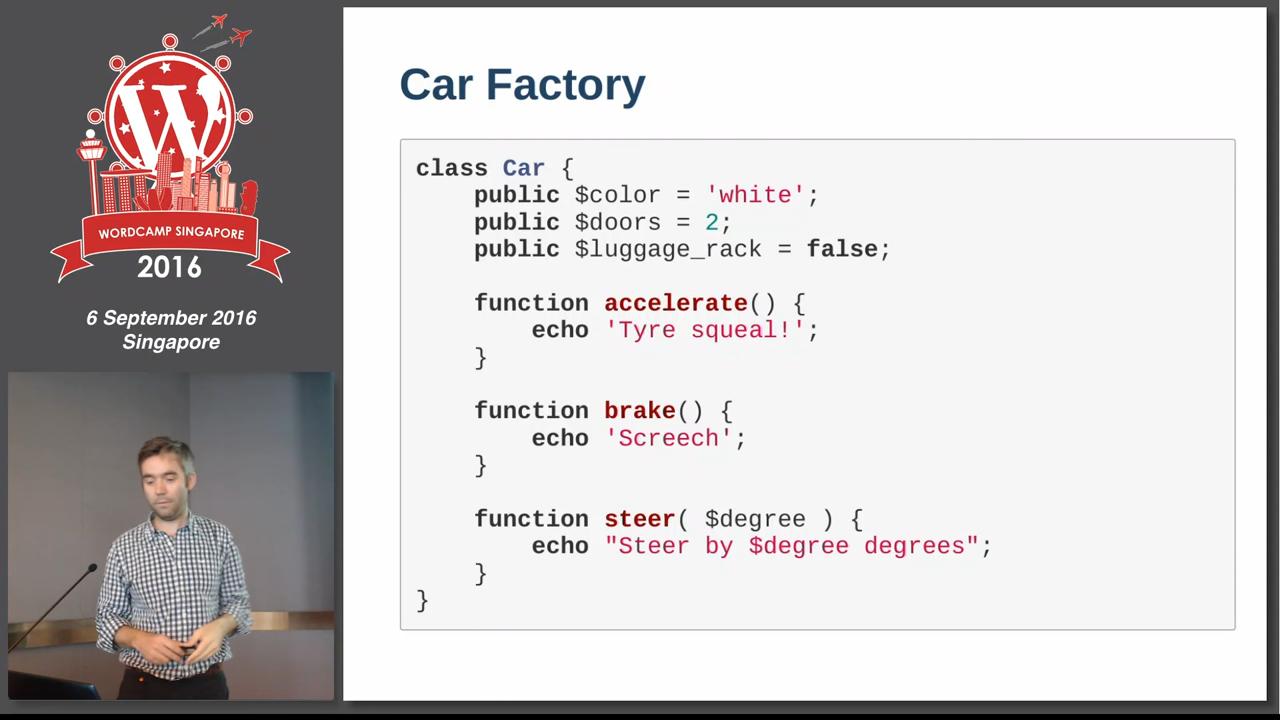 W
WORDCAMP SINGAPORE
2016
6 September 2016
Singapore
Car Factory
class Car {
    public $color = 'white';
    public $doors = 2;
    public $luggage_rack = false;

    function accelerate() {
        echo 'Tyre squeal!';
    }

    function brake() {
        echo 'Screech';
    }

    function steer( $degree ) {
        echo "Steer by $degree degrees";
    }
}